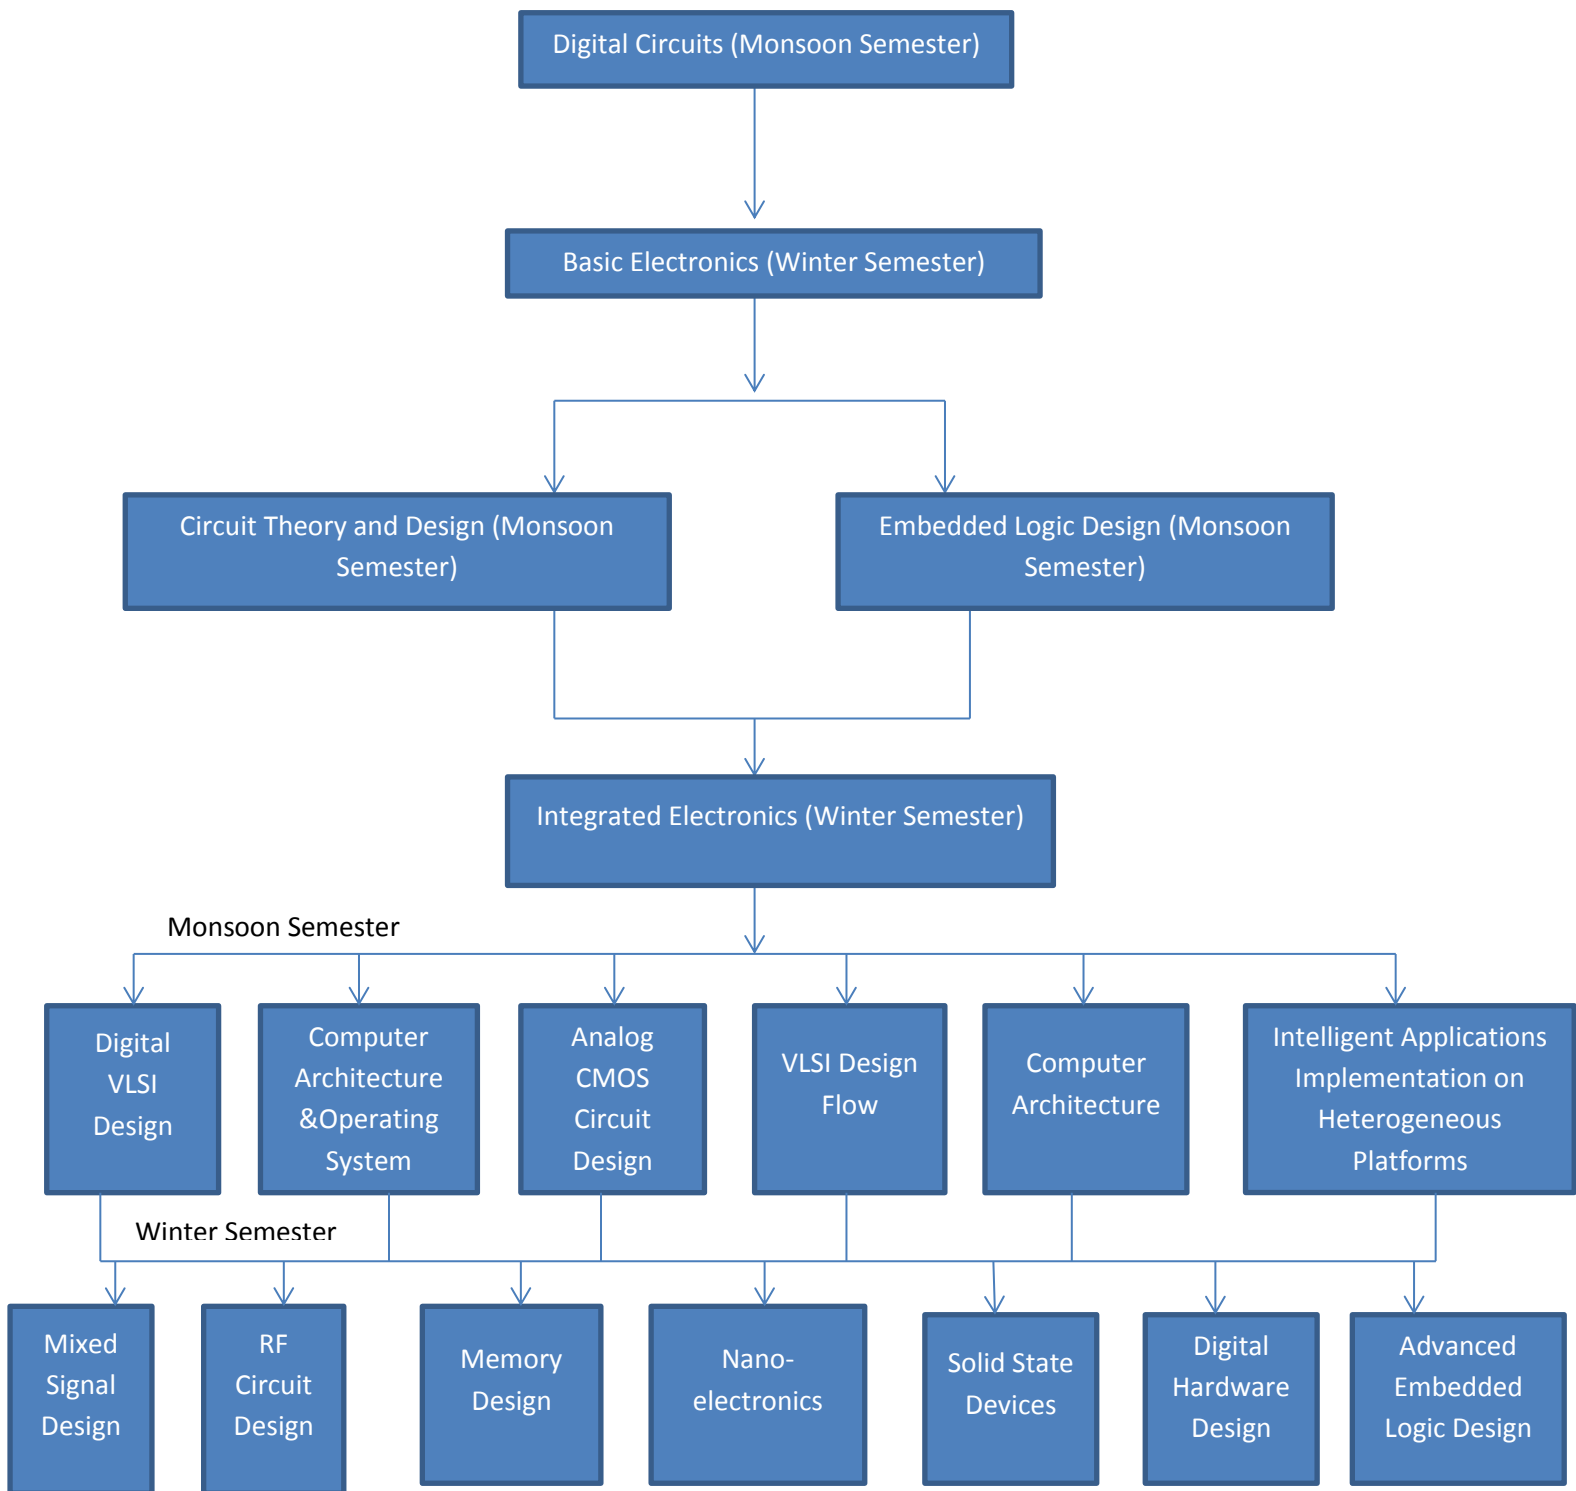 Digital Circuits (Monsoon Semester)
Basic Electronics (Winter Semester)
Circuit Theory and Design (Monsoon
Semester)
Embedded Logic Design (Monsoon
Semester)
Integrated Electronics (Winter Semester)
Monsoon Semester
Digital
VLSI
Design
Computer
Architecture
&Operating
System
Analog
CMOS
Circuit
Design
VLSI Design
Flow
Computer
Architecture
Intelligent Applications
Implementation on
Heterogeneous
Platforms
Winter Semester
Mixed
Signal
Design
RF
Circuit
Design
Memory
Design
Nano-
electronics
Solid State
Devices
Digital
Hardware
Design
Advanced
Embedded
Logic Design